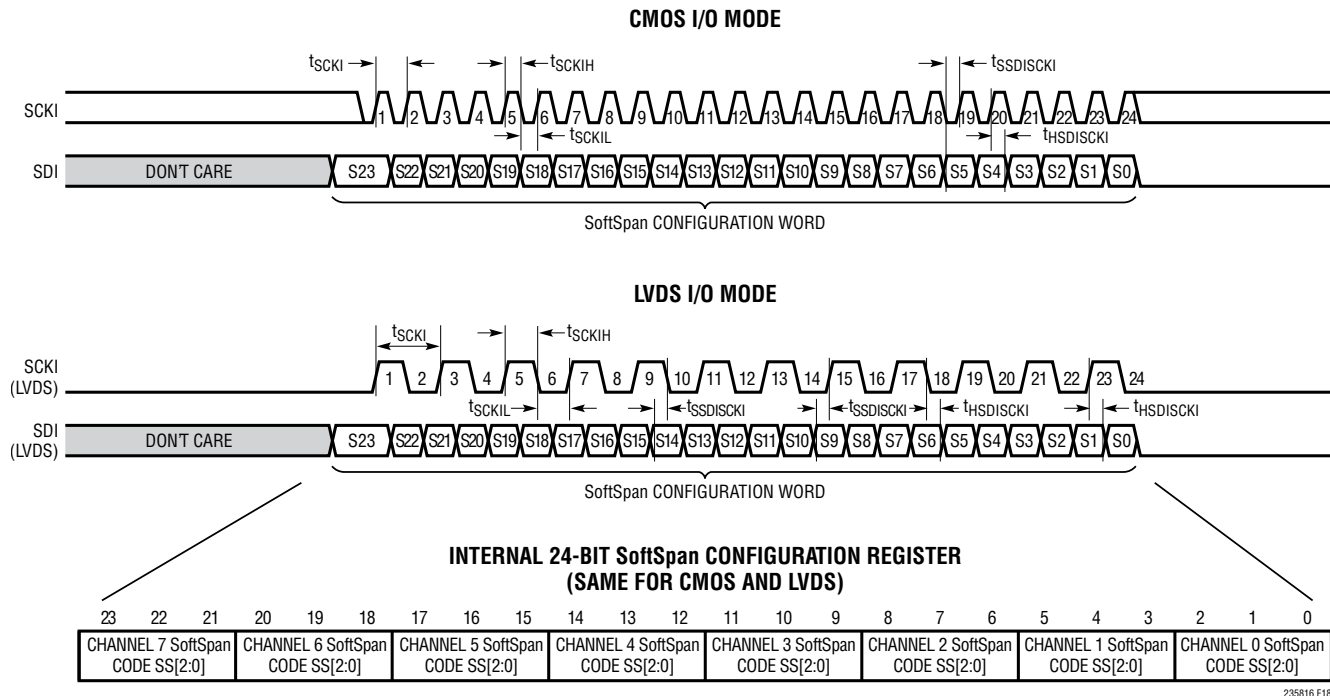 CMOS I/O MODE
tSCKI tSCKIH tSSDISCKI
SCKI 1 2 3 4 5 6 7 8 9 10 11 12 13 14 15 16 17 18 19 20 21 22 23 24
tSCKIL tHSDISCKI
SDI DON'T CARE S23 S22 S21 S20 S19 S18 S17 S16 S15 S14 S13 S12 S11 S10 S9 S8 S7 S6 S5 S4 S3 S2 S1 S0
SoftSpan CONFIGURATION WORD
LVDS I/O MODE
tSCKI tSCKIH
SCKI
(LVDS)
1 2 3 4 5 6 7 8 9 10 11 12 13 14 15 16 17 18 19 20 21 22 23 24
tSCKIL tSSDISCKI tSSDISCKI tHSDISCKI tHSDISCKI
SDI
(LVDS)
DON'T CARE S23 S22 S21 S20 S19 S18 S17 S16 S15 S14 S13 S12 S11 S10 S9 S8 S7 S6 S5 S4 S3 S2 S1 S0
SoftSpan CONFIGURATION WORD
INTERNAL 24-BIT SoftSpan CONFIGURATION REGISTER
(SAME FOR CMOS AND LVDS)
23 22 21 20 19 18 17 16 15 14 13 12 11 10 9 8 7 6 5 4 3 2 1 0
CHANNEL 7 SoftSpan CHANNEL 6 SoftSpan CHANNEL 5 SoftSpan CHANNEL 4 SoftSpan CHANNEL 3 SoftSpan CHANNEL 2 SoftSpan CHANNEL 1 SoftSpan CHANNEL 0 SoftSpan
CODE SS[2:0] CODE SS[2:0] CODE SS[2:0] CODE SS[2:0] CODE SS[2:0] CODE SS[2:0] CODE SS[2:0] CODE SS[2:0]
235816 F18